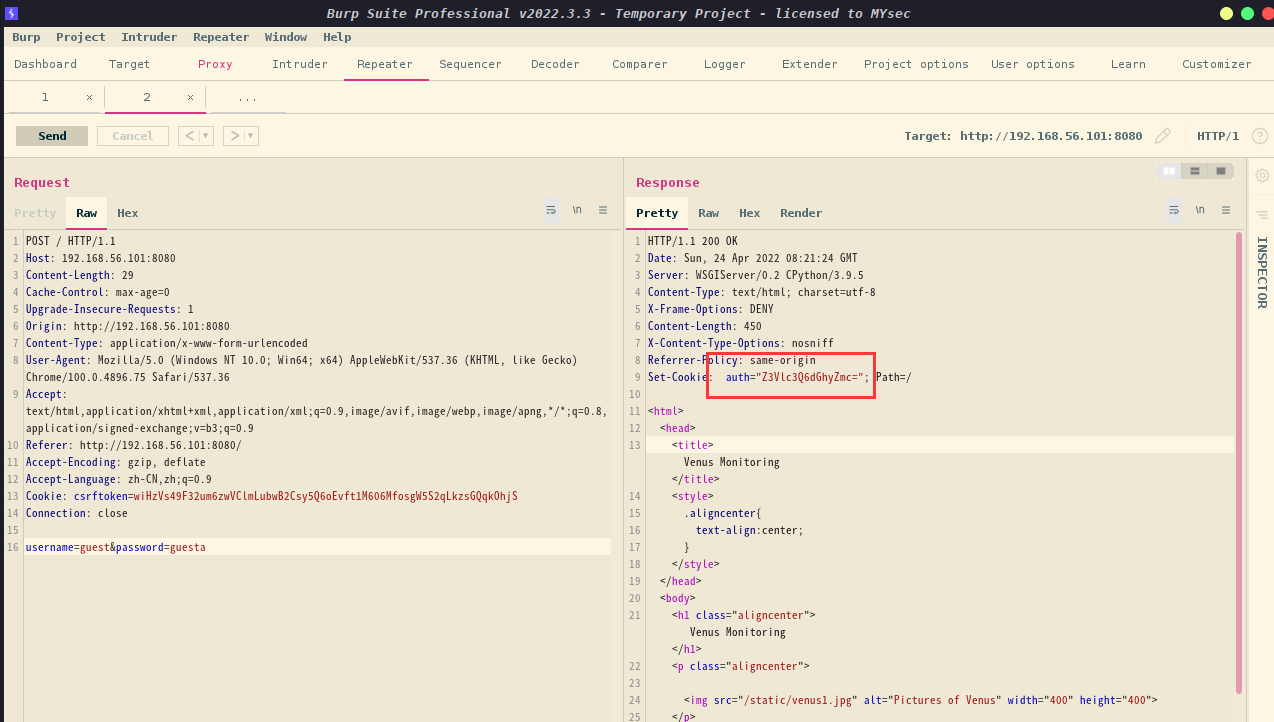 Burp Suite Professional v2022.3.3 - Temporary Project - licensed to MYsec
Burp Project Intruder Repeater Window Help
Dashboard Target Proxy Intruder Repeater Sequencer Decoder Comparer Logger Extender Project options User options Learn Customizer
1 × 2 × ...
Send Cancel < ▼ > ▼ Target: http://192.168.56.101:8080 HTTP/1 ?
Request
Pretty Raw Hex \n
1 POST / HTTP/1.1
2 Host: 192.168.56.101:8080
3 Content-Length: 29
4 Cache-Control: max-age=0
5 Upgrade-Insecure-Requests: 1
6 Origin: http://192.168.56.101:8080
7 Content-Type: application/x-www-form-urlencoded
8 User-Agent: Mozilla/5.0 (Windows NT 10.0; Win64; x64) AppleWebKit/537.36 (KHTML, like Gecko)
Chrome/100.0.4896.75 Safari/537.36
9 Accept:
text/html,application/xhtml+xml,application/xml;q=0.9,image/avif,image/webp,image/apng,*/*;q=0.8,
application/signed-exchange;v=b3;q=0.9
10 Referer: http://192.168.56.101:8080/
11 Accept-Encoding: gzip, deflate
12 Accept-Language: zh-CN,zh;q=0.9
13 Cookie: csrftoken=wiHzVs49F32um6zwVClmLubwB2Csy5Q6oEvft1M606MfosgW5S2qLkzsGQqkOhjS
14 Connection: close
15
16 username=guest&password=guesta
Response
Pretty Raw Hex Render \n
1 HTTP/1.1 200 OK
2 Date: Sun, 24 Apr 2022 08:21:24 GMT
3 Server: WSGIServer/0.2 CPython/3.9.5
4 Content-Type: text/html; charset=utf-8
5 X-Frame-Options: DENY
6 Content-Length: 450
7 X-Content-Type-Options: nosniff
8 Referrer-Policy: same-origin
9 Set-Cookie:  auth="Z3Vlc3Q6dGhyZmc="; Path=/
10
11 <html>
12 <head>
13 <title>
Venus Monitoring
</title>
14 <style>
15 .aligncenter{
16 text-align:center;
17 }
18 </style>
19 </head>
20 <body>
21 <h1 class="aligncenter">
Venus Monitoring
</h1>
22 <p class="aligncenter">
23
24 <img src="/static/venus1.jpg" alt="Pictures of Venus" width="400" height="400">
25 </p>
INSPECTOR